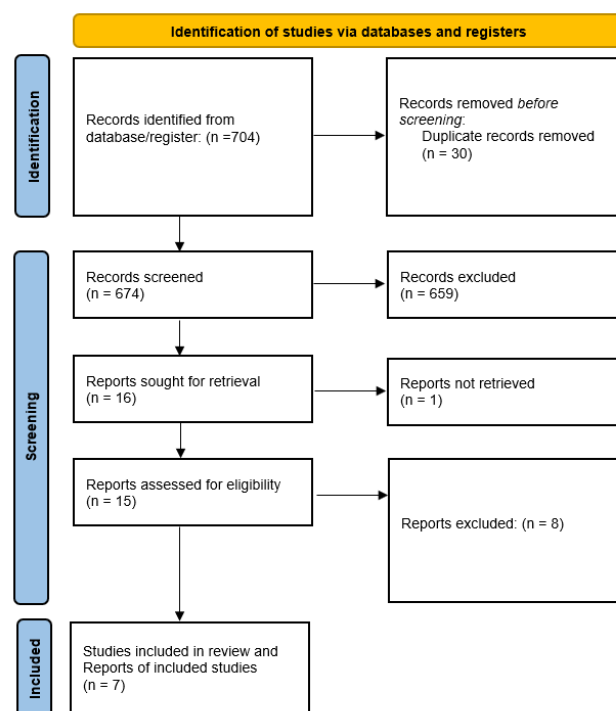 Identification of studies via databases and registers
Identification
Records identified from
database/register: (n =704)
Records removed before
screening:
Duplicate records removed
(n = 30)
Screening
Records screened
(n = 674)
Records excluded
(n = 659)
Reports sought for retrieval
(n = 16)
Reports not retrieved
(n = 1)
Reports assessed for eligibility
(n = 15)
Reports excluded: (n = 8)
Included
Studies included in review and
Reports of included studies
(n = 7)